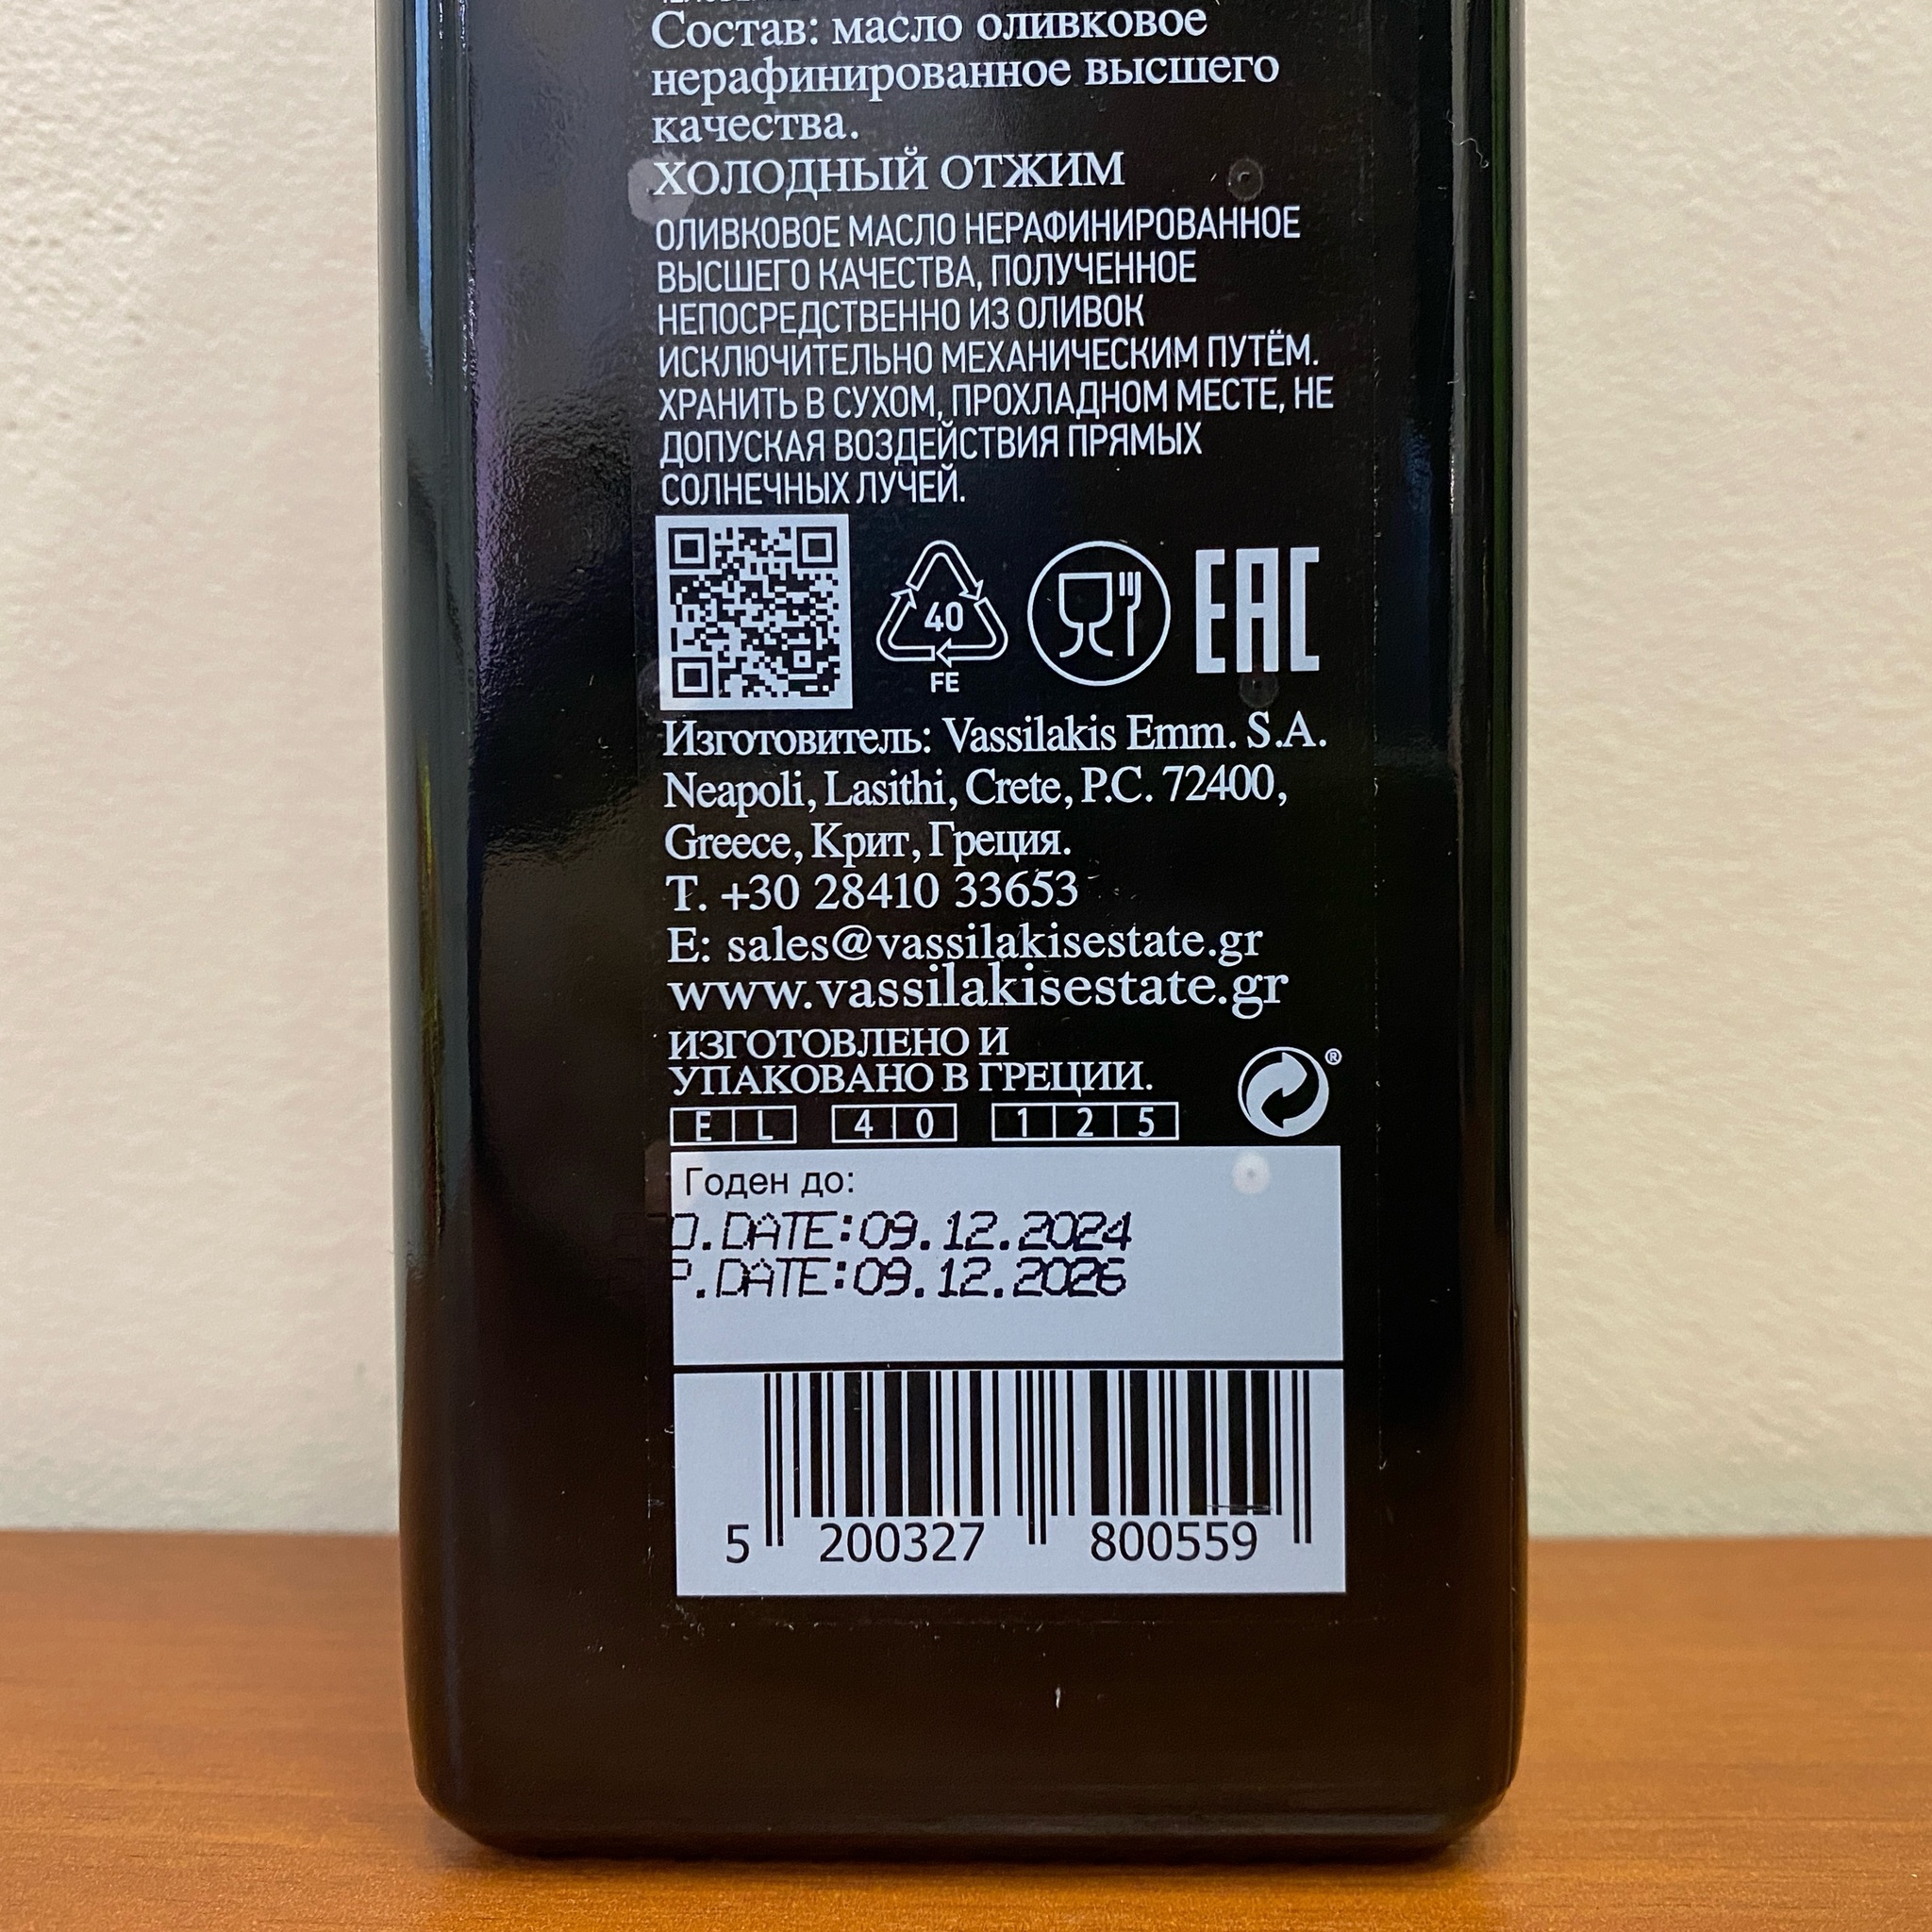 Состав: масло оливковое
нерафинированное высшего
качества.
ХОЛОДНЫЙ ОТЖИМ
ОЛИВКОВОЕ МАСЛО НЕРАФИНИРОВАННОЕ
ВЫСШЕГО КАЧЕСТВА, ПОЛУЧЕННОЕ
НЕПОСРЕДСТВЕННО ИЗ ОЛИВОК
ИСКЛЮЧИТЕЛЬНО МЕХАНИЧЕСКИМ ПУТЁМ.
ХРАНИТЬ В СУХОМ, ПРОХЛАДНОМ МЕСТЕ, НЕ
ДОПУСКАЯ ВОЗДЕЙСТВИЯ ПРЯМЫХ
СОЛНЕЧНЫХ ЛУЧЕЙ.
40
FE
EAC
Изготовитель: Vassilakis Emm. S.A.
Neapoli, Lasithi, Crete, P.C. 72400,
Greece, Крит, Греция.
T. +30 28410 33653
E: sales@vassilakisestate.gr
www.vassilakisestate.gr
ИЗГОТОВЛЕНО И
УПАКОВАНО В ГРЕЦИИ.
EL 40 125
®
Годен до:
D.DATE:09.12.2024
P.DATE:09.12.2026
5 200327 800559